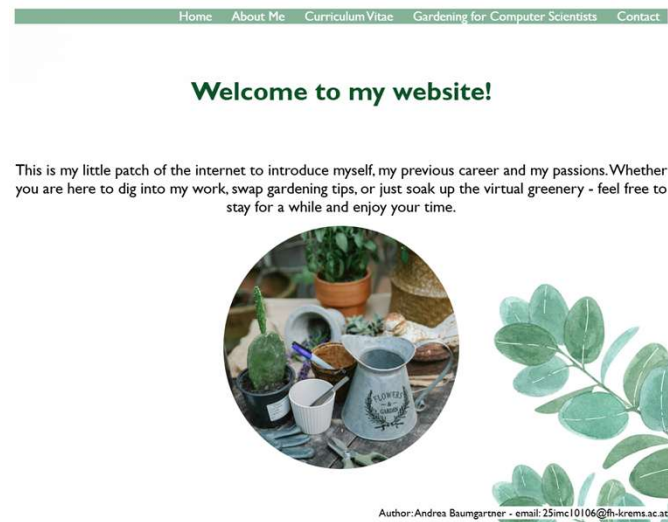 Home About Me Curriculum Vitae Gardening for Computer Scientists Contact
Welcome to my website!
This is my little patch of the internet to introduce myself, my previous career and my passions. Whether
you are here to dig into my work, swap gardening tips, or just soak up the virtual greenery - feel free to
stay for a while and enjoy your time.
FLOWERS
&
GARDEN
Author: Andrea Baumgartner - email: 25imc10106@fh-krems.ac.at